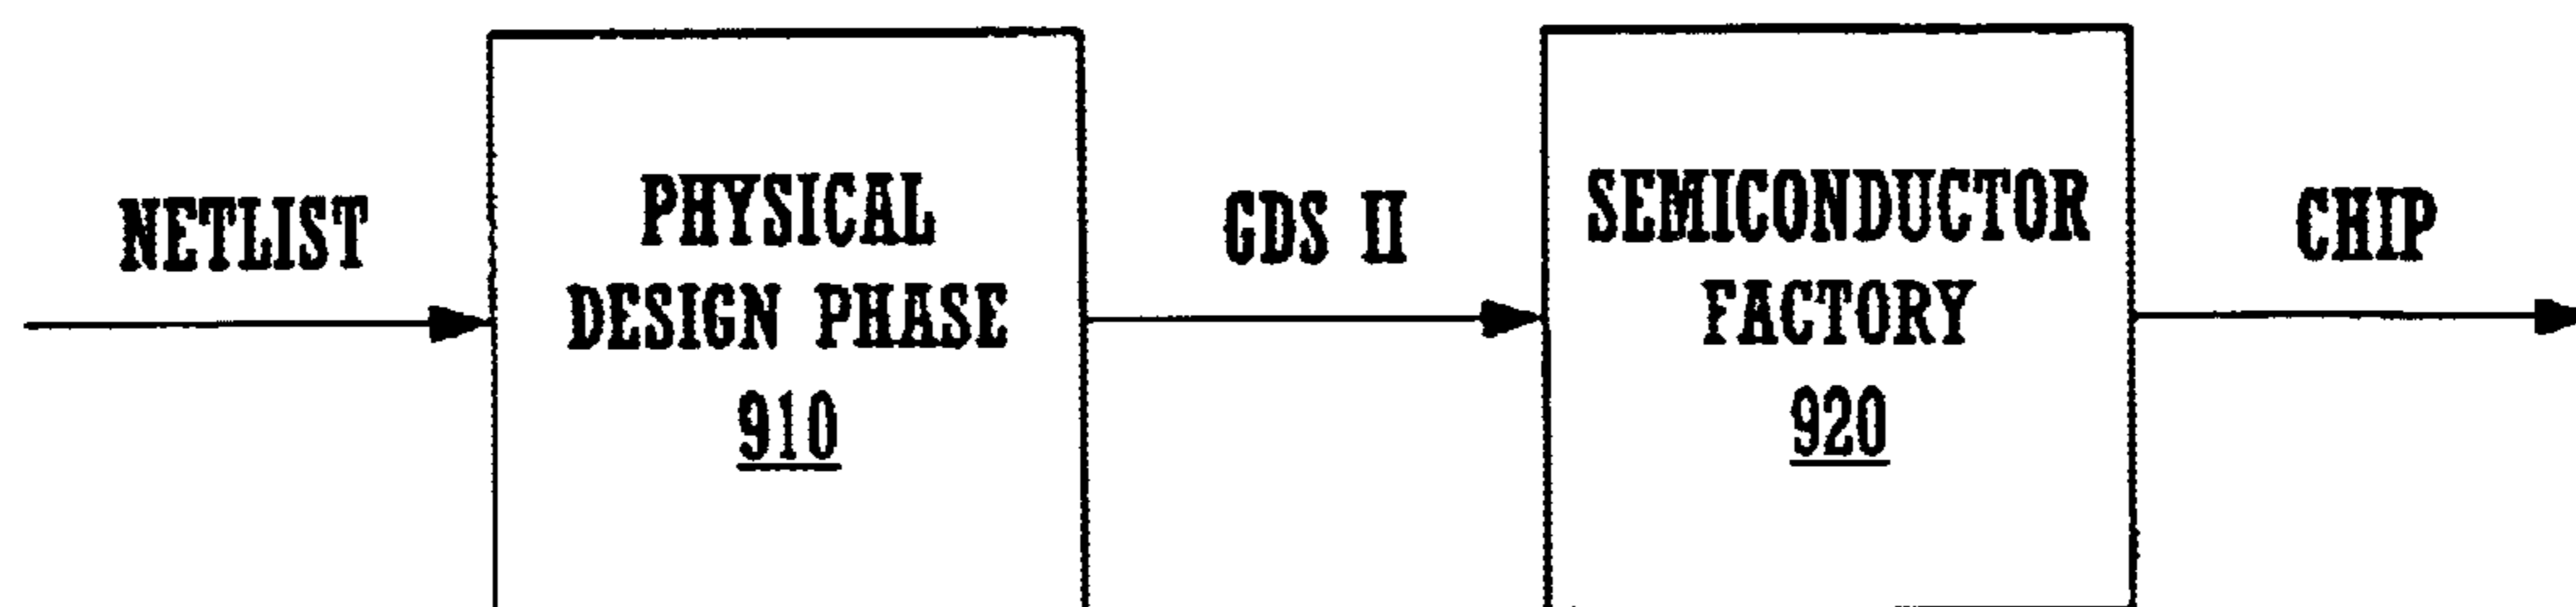 NETLIST
PHYSICAL
DESIGN PHASE
910
GDS II
SEMICONDUCTOR
FACTORY
920
CHIP